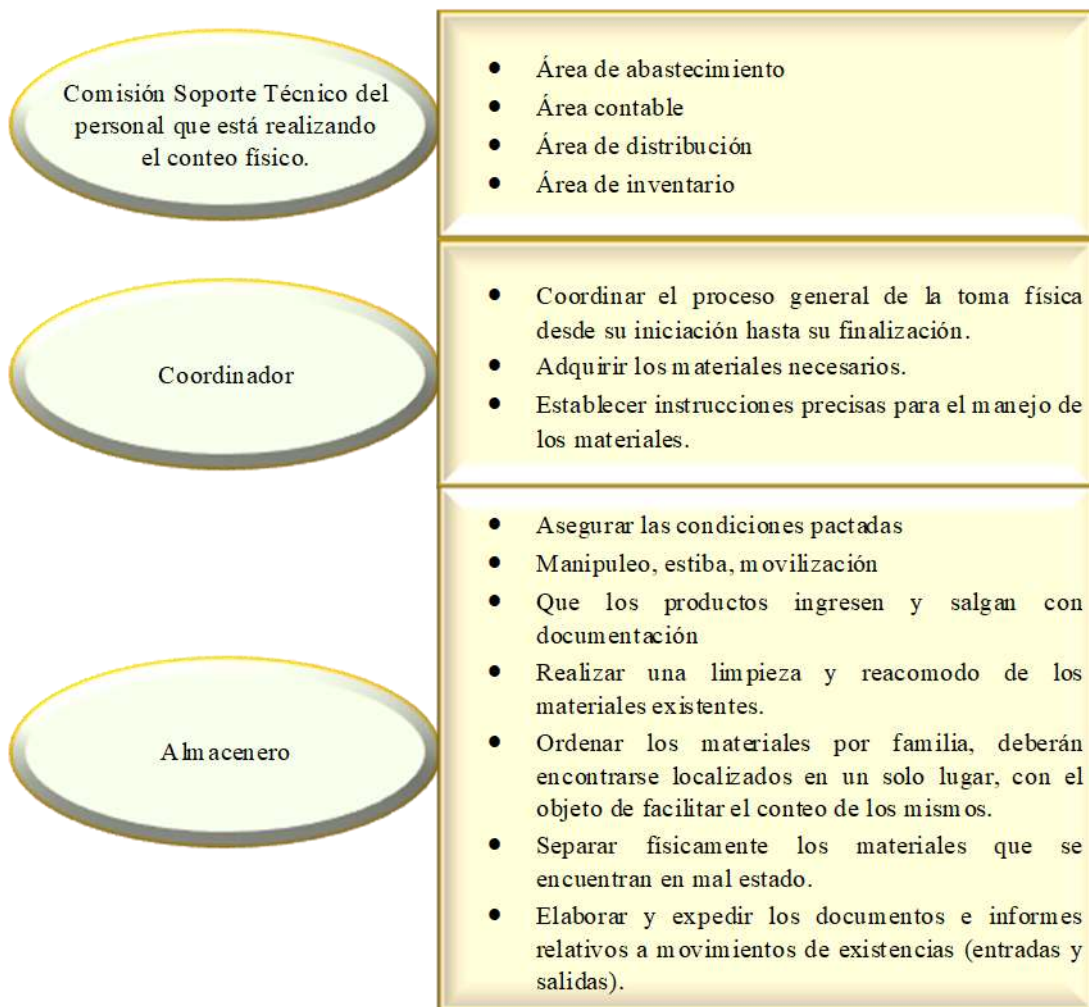 Comisión Soporte Técnico del
personal que está realizando
el conteo físico.
• Área de abastecimiento
• Área contable
• Área de distribución
• Área de inventario
Coordinador
• Coordinar el proceso general de la toma física
desde su iniciación hasta su finalización.
• Adquirir los materiales necesarios.
• Establecer instrucciones precisas para el manejo de
los materiales.
Almacenero
• Asegurar las condiciones pactadas
• Manipuleo, estiba, movilización
• Que los productos ingresen y salgan con
documentación
• Realizar una limpieza y reacomodo de los
materiales existentes.
• Ordenar los materiales por familia, deberán
encontrarse localizados en un solo lugar, con el
objeto de facilitar el conteo de los mismos.
• Separar físicamente los materiales que se
encuentran en mal estado.
• Elaborar y expedir los documentos e informes
relativos a movimientos de existencias (entradas y
salidas).